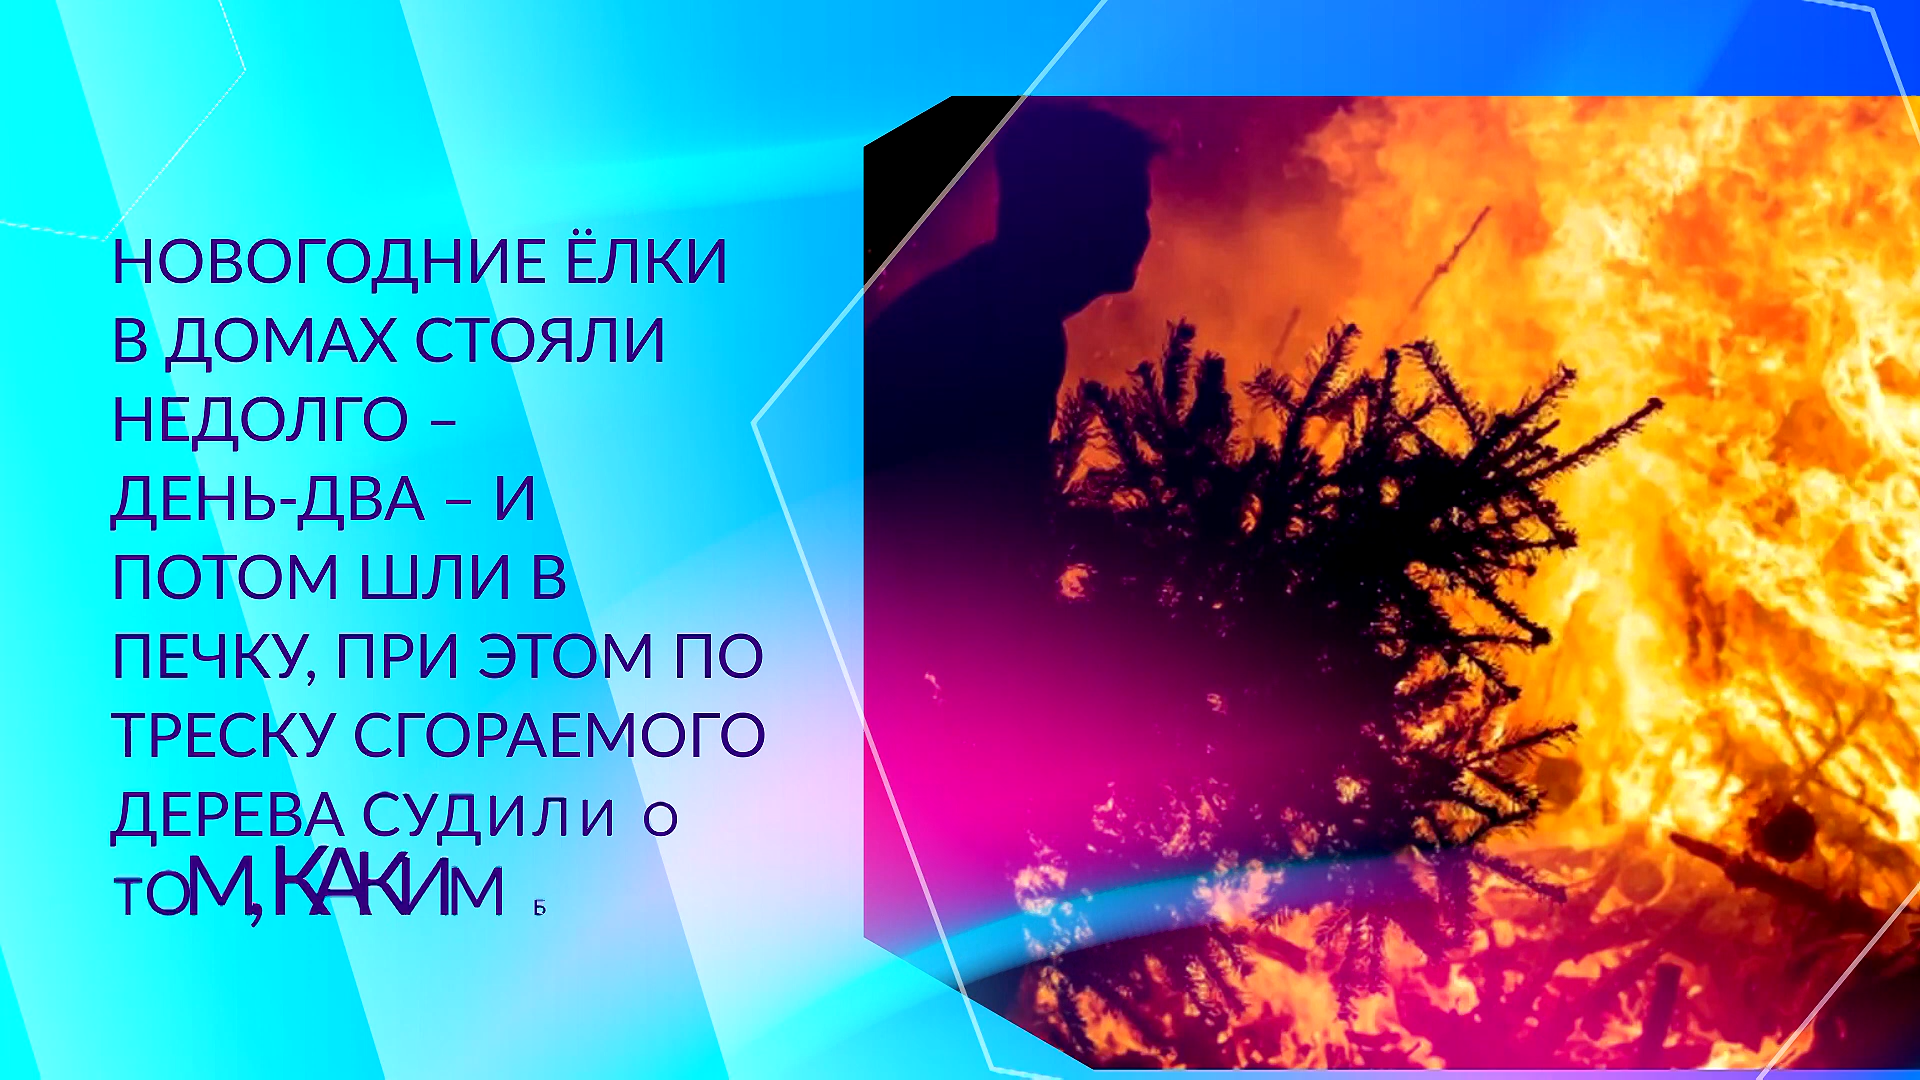 НОВОГОДНИЕ ЁЛКИ
В ДОМАХ СТОЯЛИ
НЕДОЛГО –
ДЕНЬ-ДВА – И
ПОТОМ ШЛИ В
ПЕЧКУ, ПРИ ЭТОМ ПО
ТРЕСКУ СГОРАЕМОГО
ДЕРЕВА СУДИЛИ О
ТОМ, КАКИМ Б